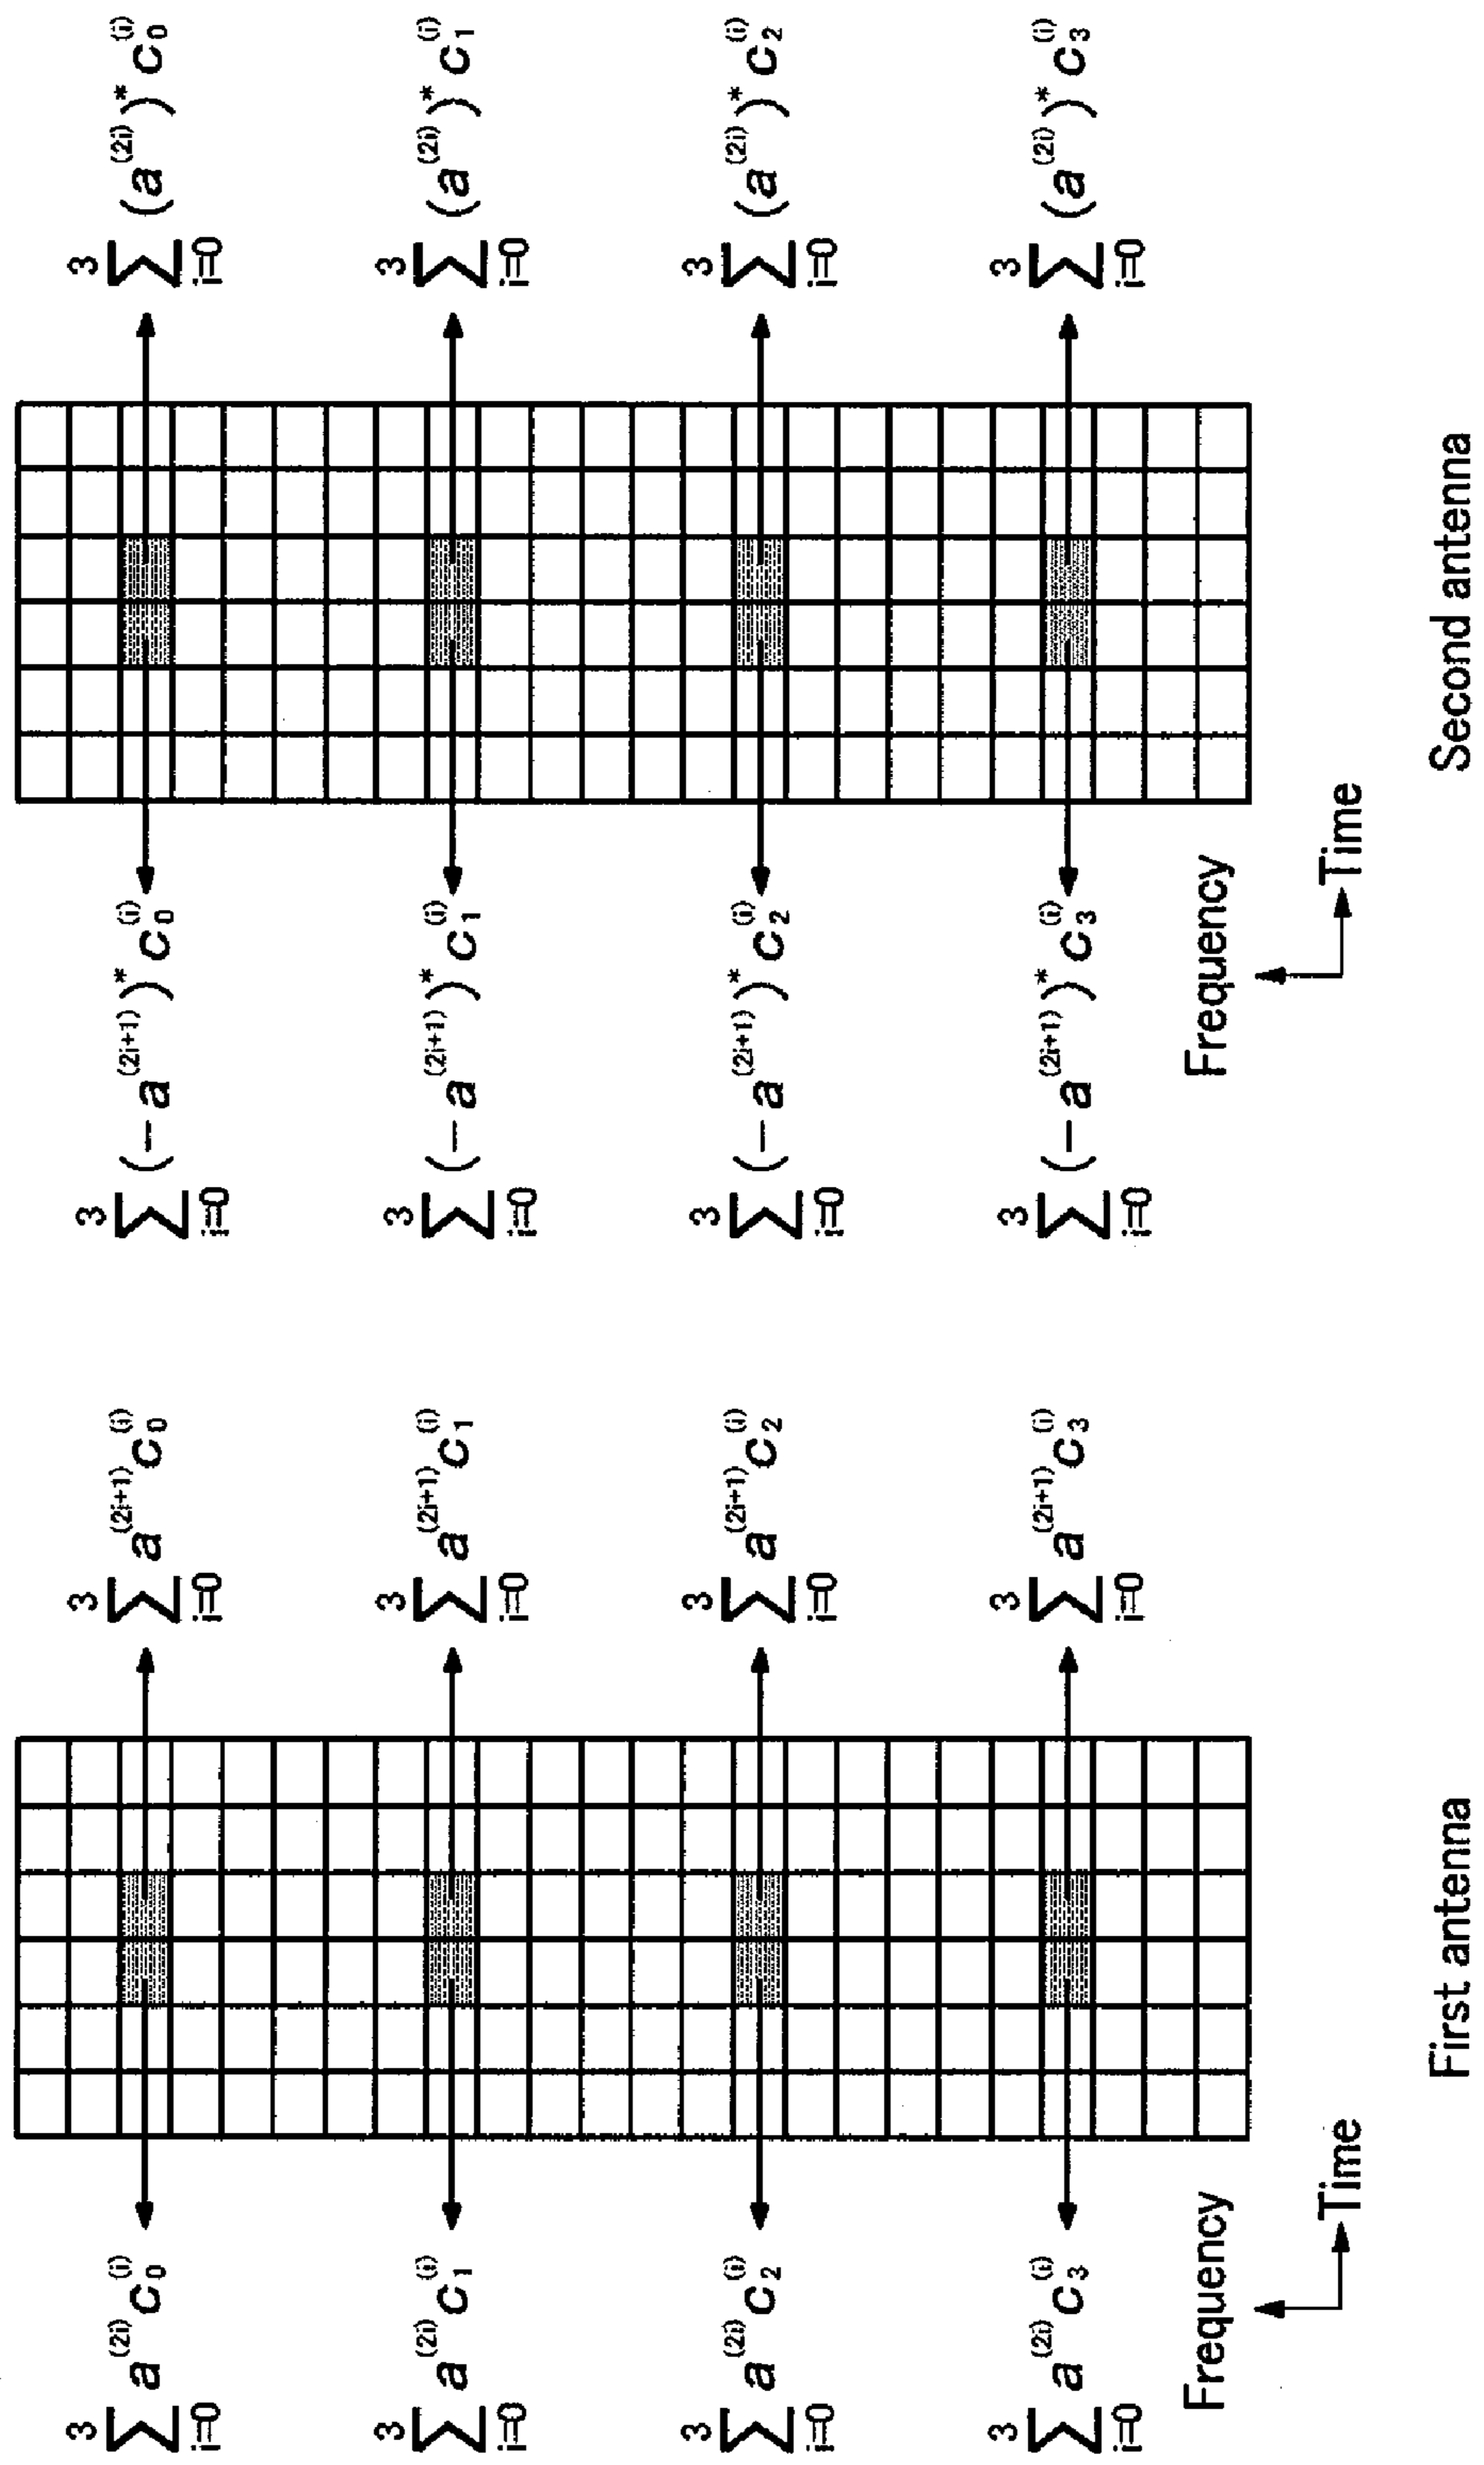 ∑_{i=0}^{3} a^{(2i)} c_0^{(i)}
∑_{i=0}^{3} a^{(2i+1)} c_0^{(i)}
∑_{i=0}^{3} a^{(2i)} c_1^{(i)}
∑_{i=0}^{3} a^{(2i+1)} c_1^{(i)}
∑_{i=0}^{3} a^{(2i)} c_2^{(i)}
∑_{i=0}^{3} a^{(2i+1)} c_2^{(i)}
∑_{i=0}^{3} a^{(2i)} c_3^{(i)}
∑_{i=0}^{3} a^{(2i+1)} c_3^{(i)}
Frequency
Time
First antenna
∑_{i=0}^{3} (−a^{(2i+1)})^* c_0^{(i)}
∑_{i=0}^{3} (a^{(2i)})^* c_0^{(i)}
∑_{i=0}^{3} (−a^{(2i+1)})^* c_1^{(i)}
∑_{i=0}^{3} (a^{(2i)})^* c_1^{(i)}
∑_{i=0}^{3} (−a^{(2i+1)})^* c_2^{(i)}
∑_{i=0}^{3} (a^{(2i)})^* c_2^{(i)}
∑_{i=0}^{3} (−a^{(2i+1)})^* c_3^{(i)}
∑_{i=0}^{3} (a^{(2i)})^* c_3^{(i)}
Frequency
Time
Second antenna